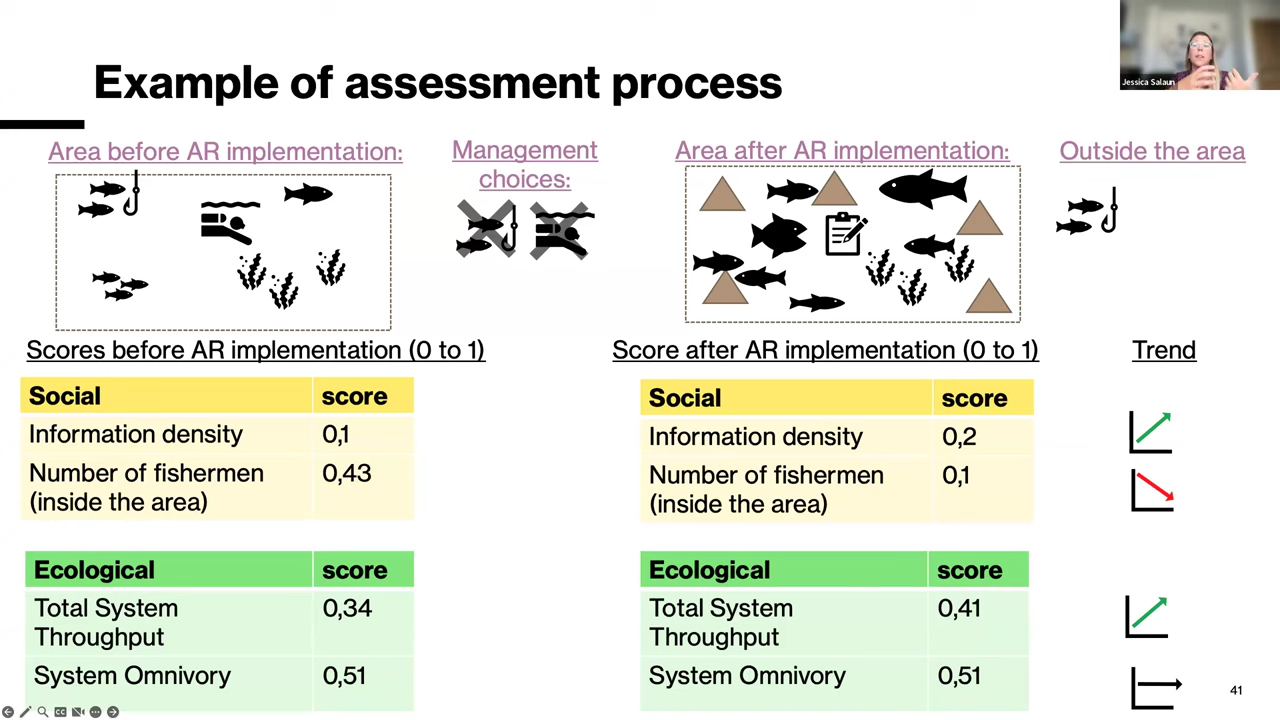 Jessica Salaun
Example of assessment process
Area before AR implementation:
Management
choices:
Area after AR implementation:
Outside the area
Scores before AR implementation (0 to 1)
Score after AR implementation (0 to 1)
Trend
Social score
Information density 0,1
Number of fishermen 0,43
(inside the area)
Social score
Information density 0,2
Number of fishermen 0,1
(inside the area)
Ecological score
Total System 0,34
Throughput
System Omnivory 0,51
Ecological score
Total System 0,41
Throughput
System Omnivory 0,51
41
CC